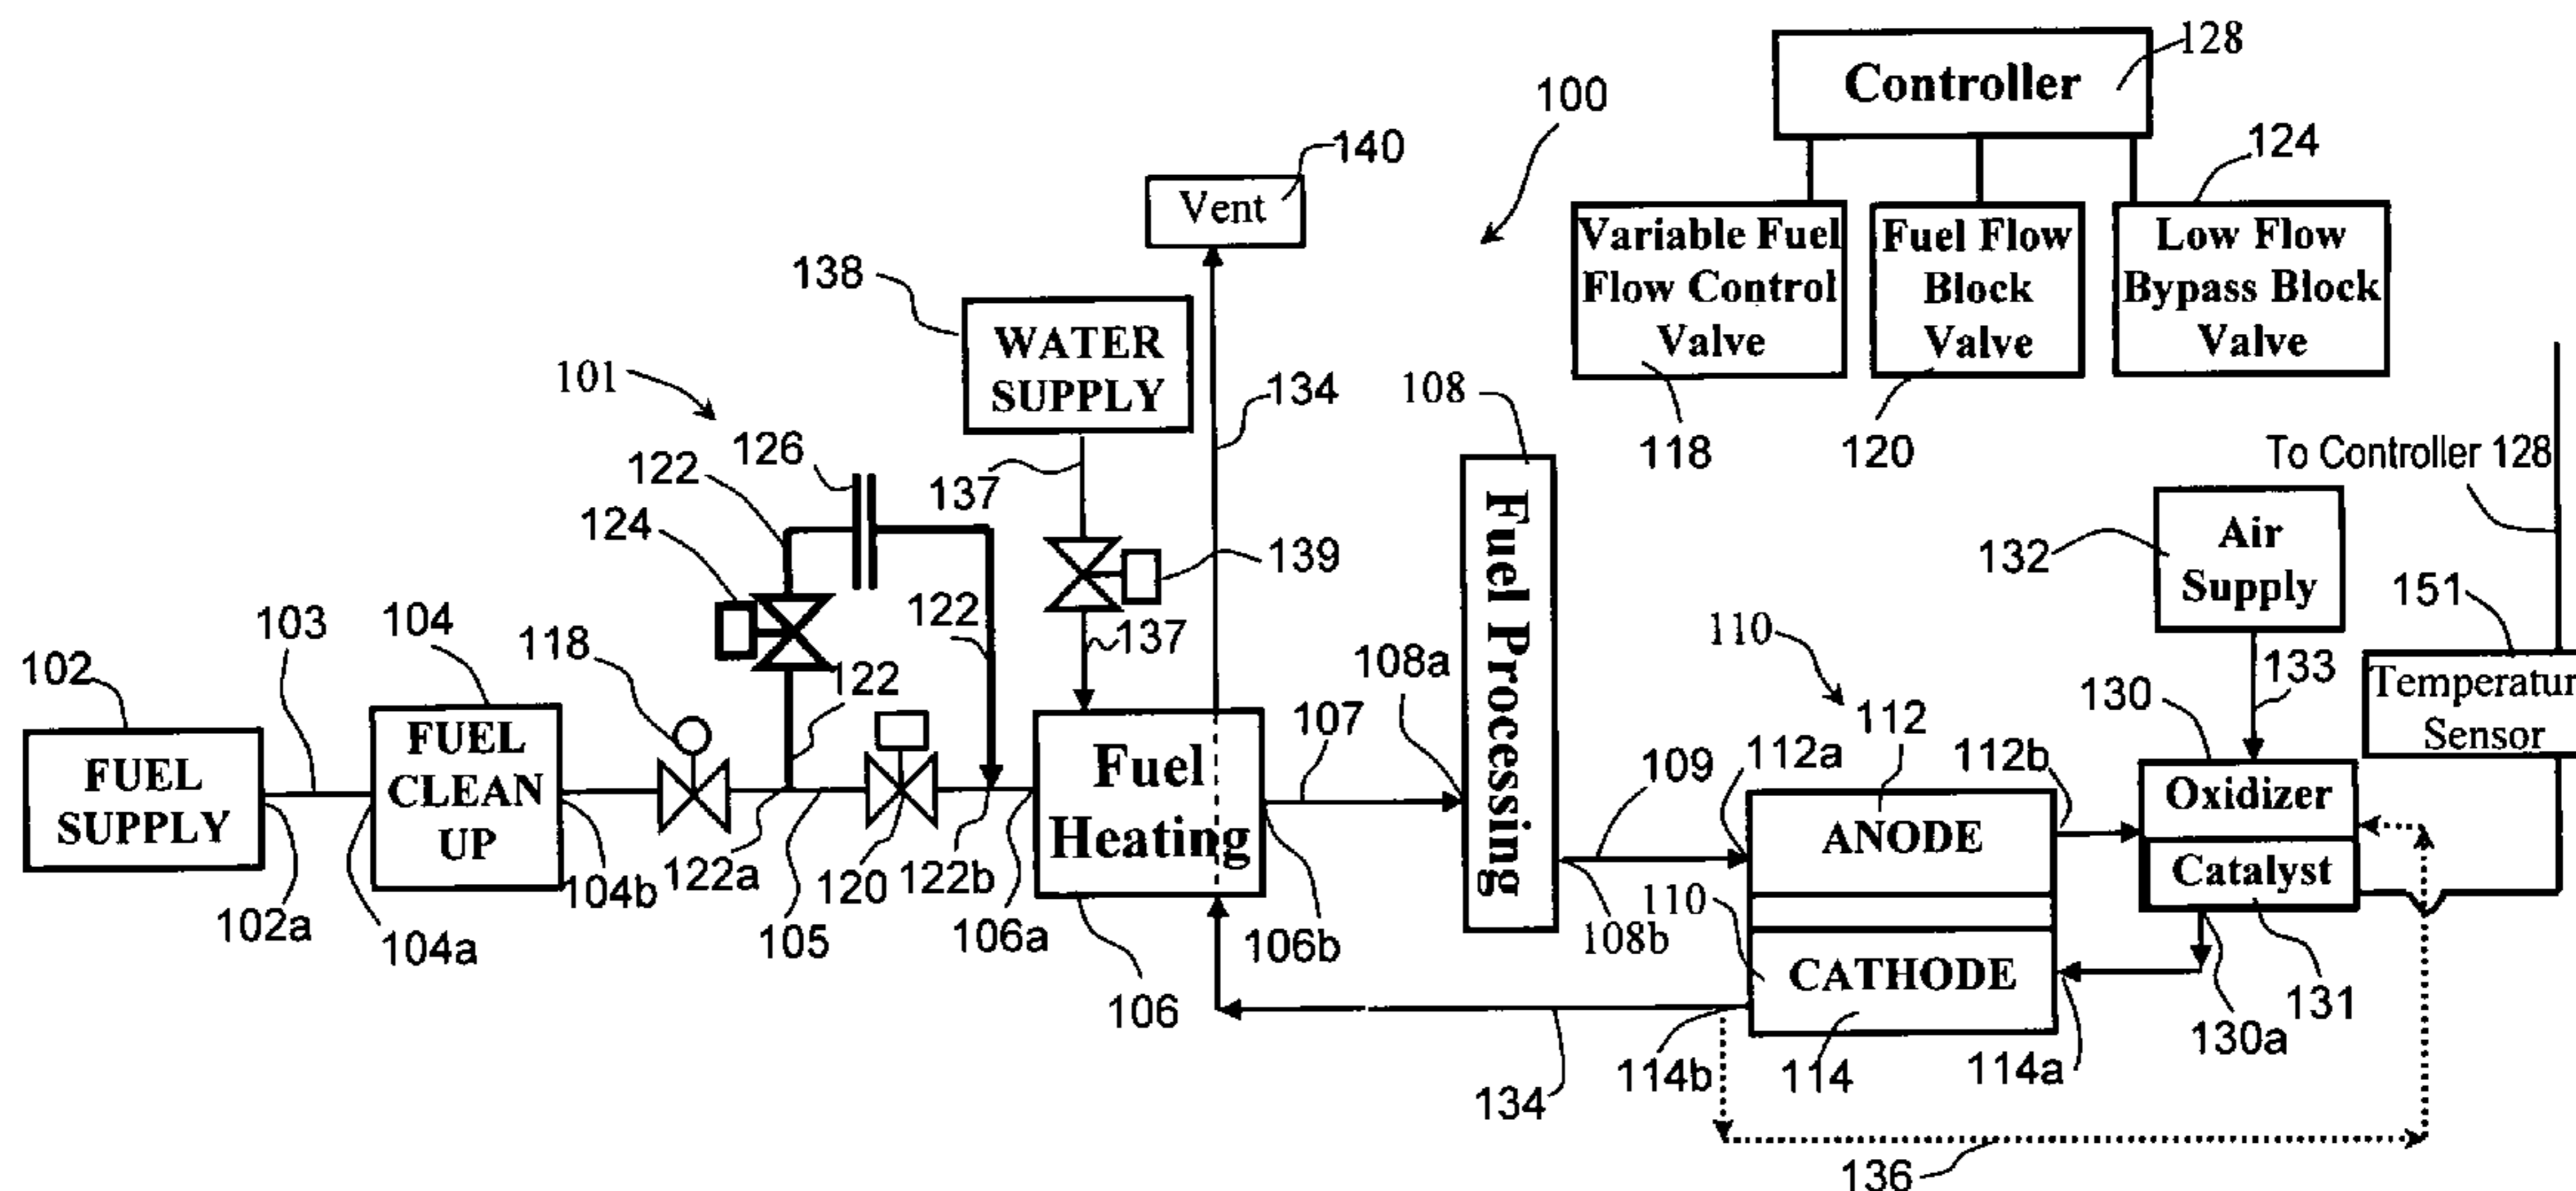 128
Controller
100
124
140
Vent
Variable Fuel
Flow Control
Valve
Fuel Flow
Block
Valve
Low Flow
Bypass Block
Valve
138
WATER
SUPPLY
101
134
108
118
120
To Controller 128
126
122
137
124
139
Air
Supply
132
151
122
103
104
118
137
122
108a
Fuel Processing
110
133
102
130
Temperatur
Sensor
FUEL
SUPPLY
FUEL
CLEAN
UP
Fuel
Heating
107
112
112a
112b
109
Oxidizer
ANODE
Catalyst
122a
120
122b
104b
110
102a
104a
105
106a
106b
108b
CATHODE
106
131
130a
134
114b
114
114a
136